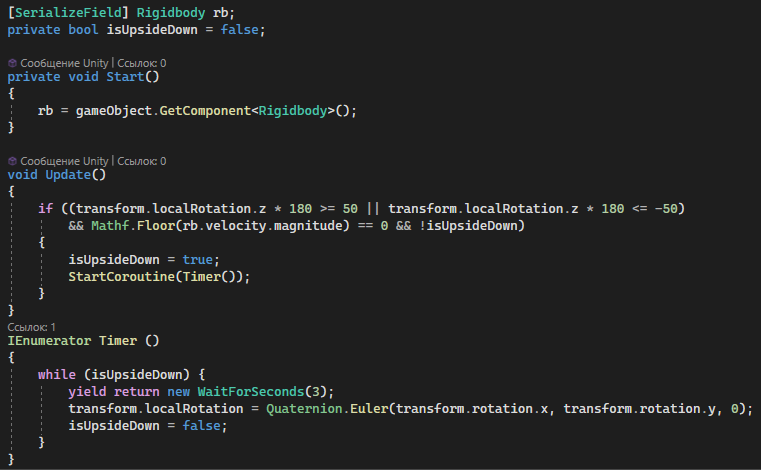 [SerializeField] Rigidbody rb;
private bool isUpsideDown = false;
Сообщение Unity | Ссылок: 0
private void Start()
{
rb = gameObject.GetComponent<Rigidbody>();
}
Сообщение Unity | Ссылок: 0
void Update()
{
if ((transform.localRotation.z * 180 >= 50 || transform.localRotation.z * 180 <= -50)
&& Mathf.Floor(rb.velocity.magnitude) == 0 && !isUpsideDown)
{
isUpsideDown = true;
StartCoroutine(Timer());
}
}
Ссылок: 1
IEnumerator Timer ()
{
while (isUpsideDown) {
yield return new WaitForSeconds(3);
transform.localRotation = Quaternion.Euler(transform.rotation.x, transform.rotation.y, 0);
isUpsideDown = false;
}
}